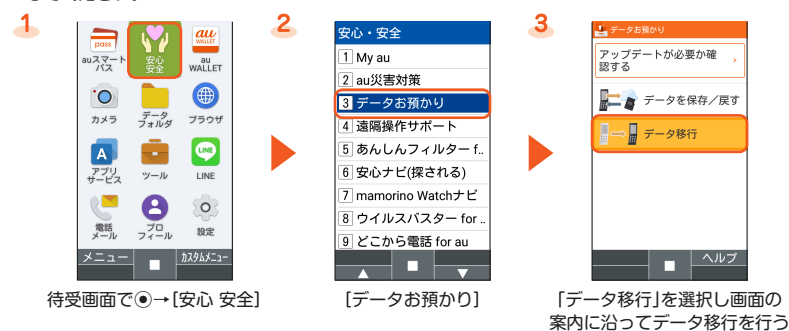 1
pass
auスマート
パス
安心
安全
au
WALLET
au
WALLET
カメラ
データ
フォルダ
ブラウザ
A
アプリ
サービス
ツール
LINE
LINE
電話
メール
プロ
フィール
設定
メニュー
カスタムメニュー
待受画面で◉→[安心 安全]
2
安心・安全
1 My au
2 au災害対策
3 データお預かり
4 遠隔操作サポート
5 あんしんフィルター f..
6 安心ナビ(探される)
7 mamorino Watchナビ
8 ウイルスバスター for ..
9 どこから電話 for au
[データお預かり]
3
データお預かり
アップデートが必要か確
認する
データを保存／戻す
データ移行
ヘルプ
「データ移行」を選択し画面の
案内に沿ってデータ移行を行う